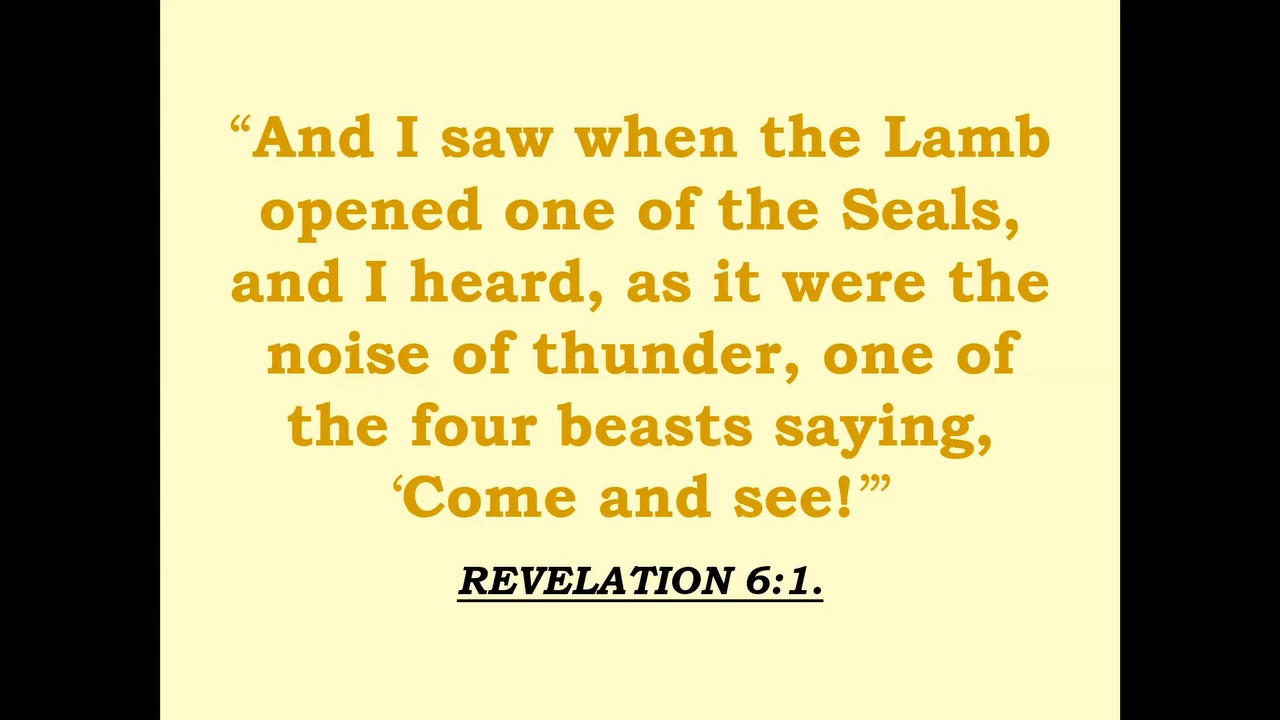 “And I saw when the Lamb
opened one of the Seals,
and I heard, as it were the
noise of thunder, one of
the four beasts saying,
‘Come and see!’”
REVELATION 6:1.